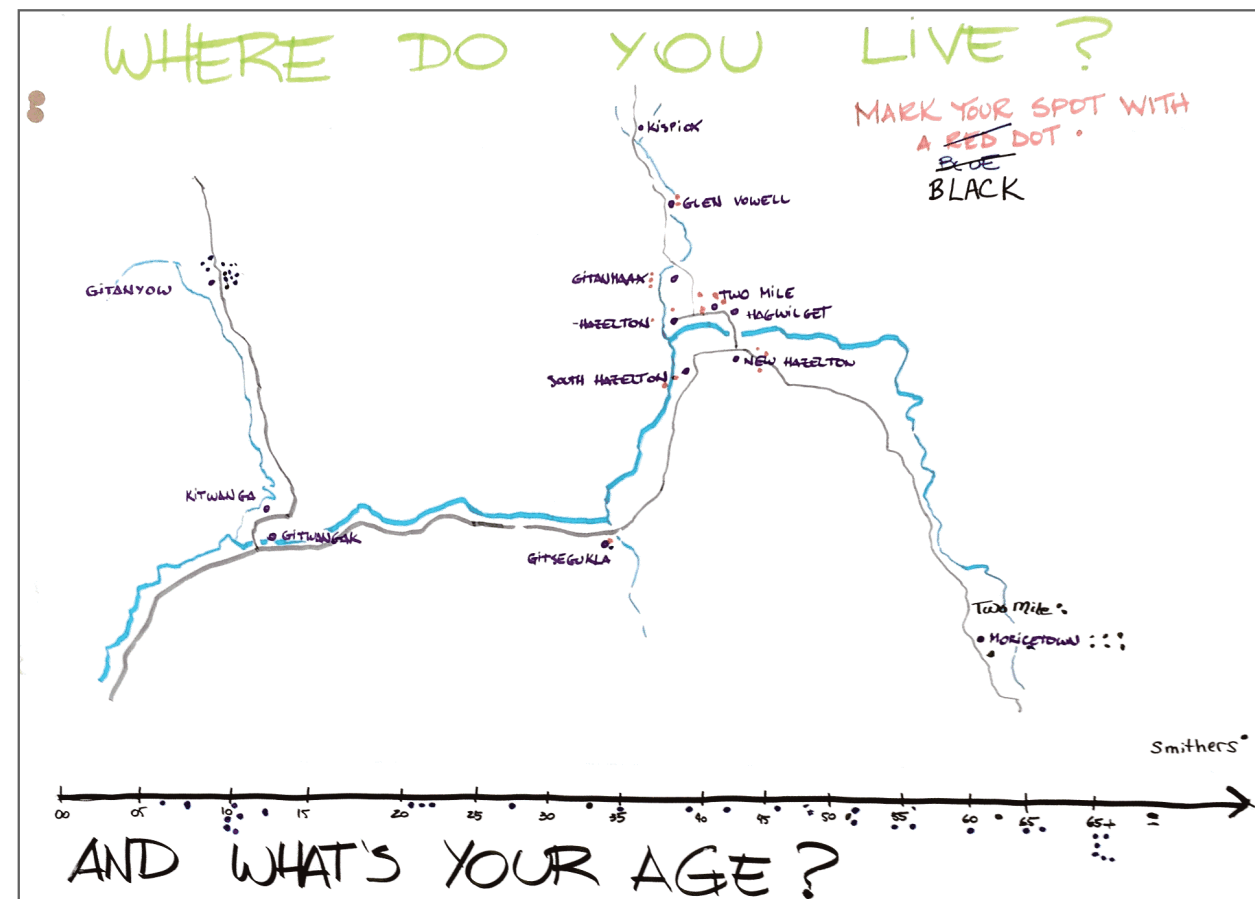 WHERE DO YOU LiVE ?
MARK YOUR SPOT WITH
A RED DOT
BLUE
BLACK
KiSPiOX
GLEN VOWELL
GiTANMAAX
TWO MiLE
HAGWiLGET
-HAZELTON
NEW HAZELTON
SOUTH HAZELTON
GiTANYOW
KiTWANGA
GiTWANGAK
GiTSEGUKLA
Two Mile
MORiCETOWN
Smithers
00 05 10 15 20 25 30 35 40 45 50 55 60 65 65+
AND WHAT'S YOUR AGE ?